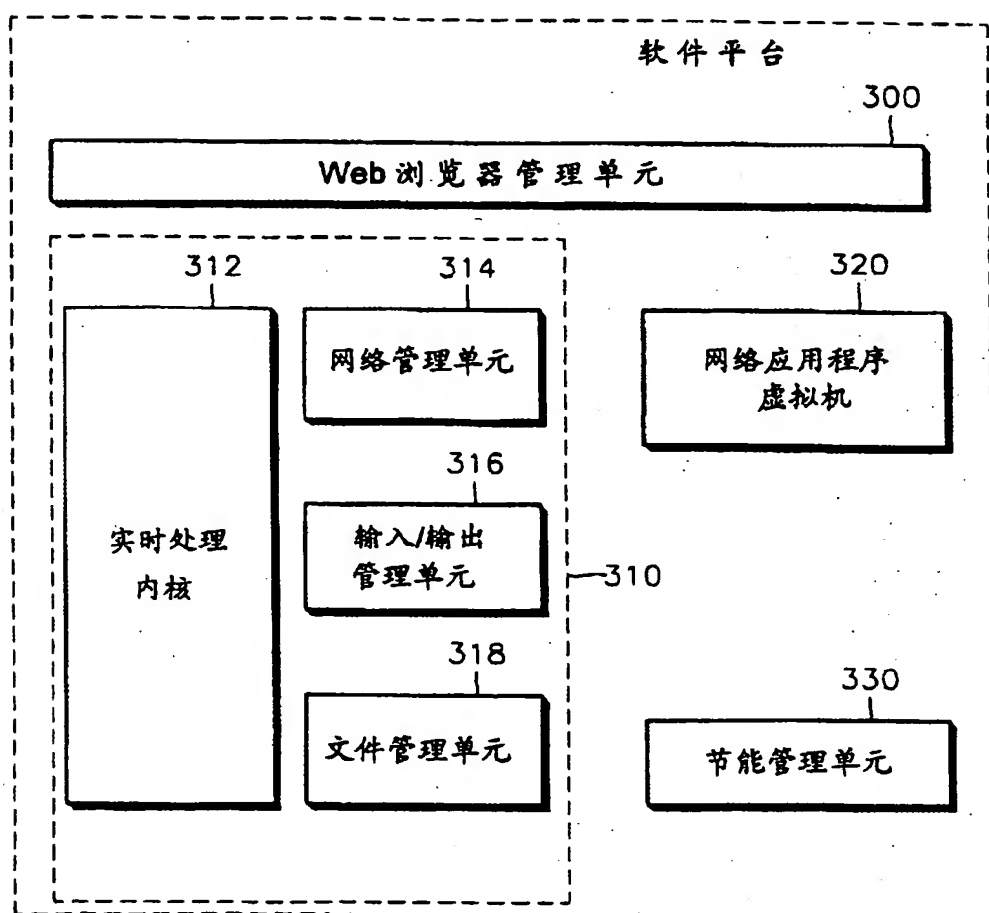 软件平台
300
Web浏览器管理单元
312
314
320
网络管理单元
网络应用程序
虚拟机
316
实时处理
内核
输入/输出
管理单元
310
318
330
文件管理单元
节能管理单元